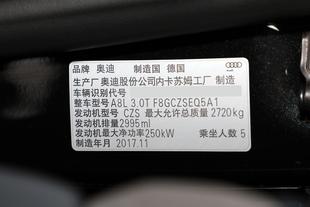 品牌 奥迪 制造国 德国
生产厂 奥迪股份公司内卡苏姆工厂 制造
车辆识别代号
整车型号 A8L 3.0T F8GCZSEQ5A1
发动机型号 CZS 最大允许总质量 2720kg
发动机排量 2995ml
发动机最大净功率 250kW 乘坐人数 5
制造年月 2017.11